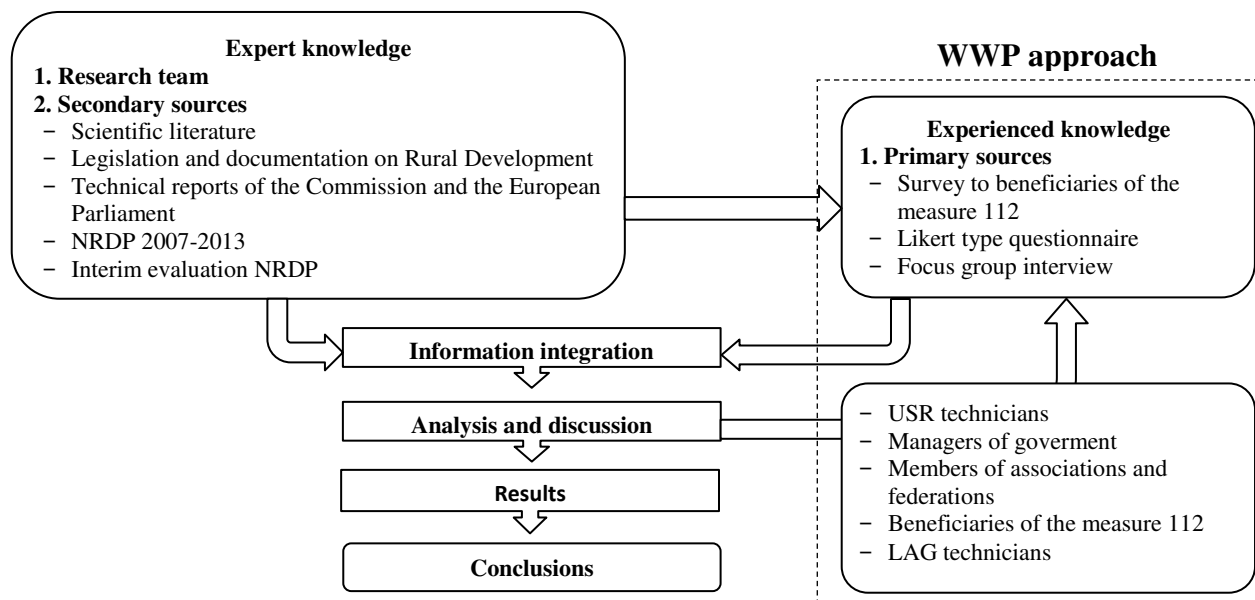 Expert knowledge
1. Research team
2. Secondary sources
− Scientific literature
− Legislation and documentation on Rural Development
− Technical reports of the Commission and the European
Parliament
− NRDP 2007-2013
− Interim evaluation NRDP
WWP approach
Experienced knowledge
1. Primary sources
− Survey to beneficiaries of the
measure 112
− Likert type questionnaire
− Focus group interview
Information integration
Analysis and discussion
Results
Conclusions
− USR technicians
− Managers of goverment
− Members of associations and
federations
− Beneficiaries of the measure 112
− LAG technicians